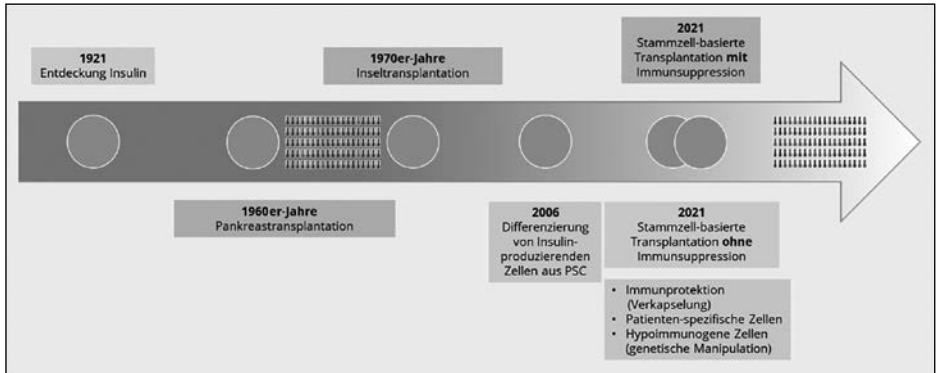 1921
Entdeckung Insulin
1970er-Jahre
Inseltransplantation
2021
Stammzell-basierte
Transplantation mit
Immunsuppression
1960er-Jahre
Pankreastransplantation
2006
Differenzierung
von Insulin-
produzierenden
Zellen aus PSC
2021
Stammzell-basierte
Transplantation ohne
Immunsuppression
• Immunprotektion
(Verkapselung)
• Patienten-spezifische Zellen
• Hypoimmunogene Zellen
(genetische Manipulation)